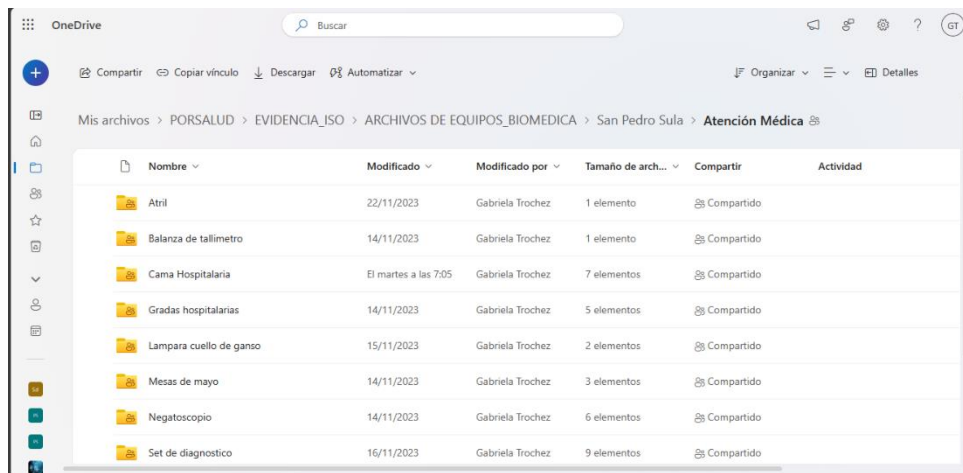 OneDrive
Buscar
GT
Compartir Copiar vínculo Descargar Automatizar
Organizar Detalles
Mis archivos > PORSALUD > EVIDENCIA_ISO > ARCHIVOS DE EQUIPOS_BIOMEDICA > San Pedro Sula > Atención Médica
Nombre Modificado Modificado por Tamaño de arch... Compartir Actividad
Atril 22/11/2023 Gabriela Trochez 1 elemento Compartido
Balanza de tallimetro 14/11/2023 Gabriela Trochez 1 elemento Compartido
Cama Hospitalaria El martes a las 7:05 Gabriela Trochez 7 elementos Compartido
Gradas hospitalarias 14/11/2023 Gabriela Trochez 5 elementos Compartido
Lampara cuello de ganso 15/11/2023 Gabriela Trochez 2 elementos Compartido
Mesas de mayo 14/11/2023 Gabriela Trochez 3 elementos Compartido
Negatoscopio 14/11/2023 Gabriela Trochez 6 elementos Compartido
Set de diagnostico 16/11/2023 Gabriela Trochez 9 elementos Compartido